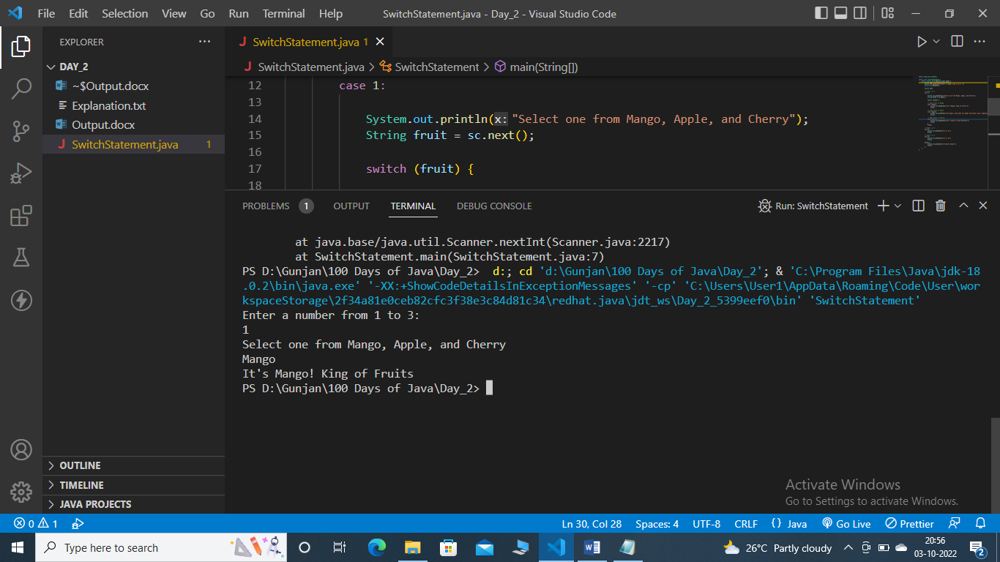 File Edit Selection View Go Run Terminal Help SwitchStatement.java - Day_2 - Visual Studio Code
EXPLORER
DAY_2
~$Output.docx
Explanation.txt
Output.docx
SwitchStatement.java 1
SwitchStatement.java 1
SwitchStatement.java > SwitchStatement > main(String[])
12 case 1:
13
14 System.out.println(x: "Select one from Mango, Apple, and Cherry");
15 String fruit = sc.next();
16
17 switch (fruit) {
18
PROBLEMS 1 OUTPUT TERMINAL DEBUG CONSOLE Run: SwitchStatement
at java.base/java.util.Scanner.nextInt(Scanner.java:2217)
at SwitchStatement.main(SwitchStatement.java:7)
PS D:\Gunjan\100 Days of Java\Day_2> d:; cd 'd:\Gunjan\100 Days of Java\Day_2'; & 'C:\Program Files\Java\jdk-18
.0.2\bin\java.exe' '-XX:+ShowCodeDetailsInExceptionMessages' '-cp' 'C:\Users\User1\AppData\Roaming\Code\User\wor
kspaceStorage\2f34a81e0ceb82cfc3f38e3c84d81c34\redhat.java\jdt_ws\Day_2_5399eef0\bin' 'SwitchStatement'
Enter a number from 1 to 3:
1
Select one from Mango, Apple, and Cherry
Mango
It's Mango! King of Fruits
PS D:\Gunjan\100 Days of Java\Day_2>
OUTLINE
TIMELINE
JAVA PROJECTS
Activate Windows
Go to Settings to activate Windows.
0 1 Ln 30, Col 28 Spaces: 4 UTF-8 CRLF {} Java Go Live Prettier
Type here to search
26°C Partly cloudy
20:56
03-10-2022
2